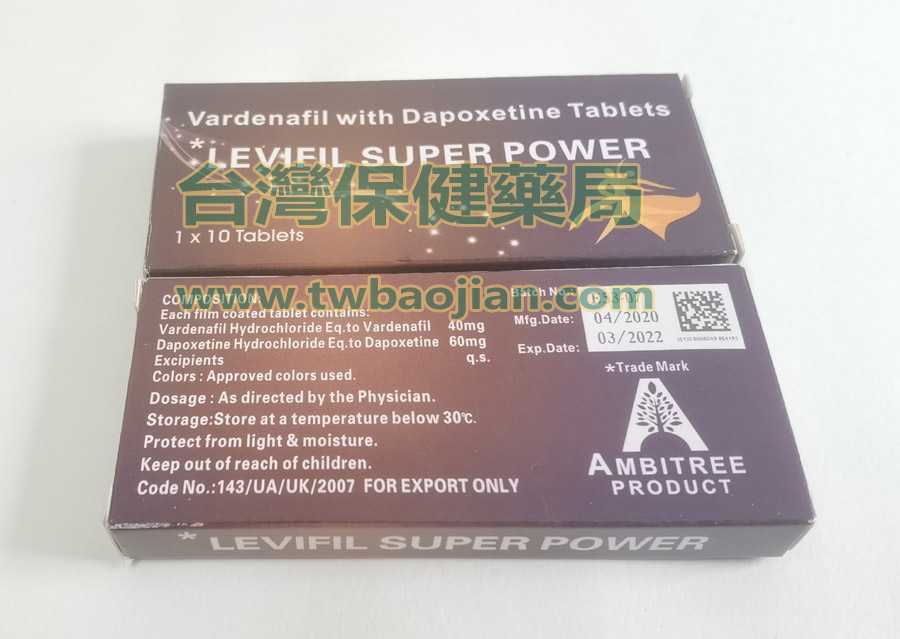 Vardenafil with Dapoxetine Tablets
*LEVIFIL SUPER POWER
台灣保健藥局
1 x 10 Tablets
www.twbaojian.com
COMPOSITION:
Each film coated tablet contains:
Vardenafil Hydrochloride Eq.to Vardenafil 40mg
Dapoxetine Hydrochloride Eq.to Dapoxetine 60mg
Excipients q.s.
Colors : Approved colors used.
Dosage : As directed by the Physician.
Storage:Store at a temperature below 30℃.
Protect from light & moisture.
Keep out of reach of children.
Code No.:143/UA/UK/2007 FOR EXPORT ONLY
Batch No.:
Mfg.Date: 04/2020
Exp.Date: 03/2022
*Trade Mark
AMBITREE
PRODUCT
* LEVIFIL SUPER POWER